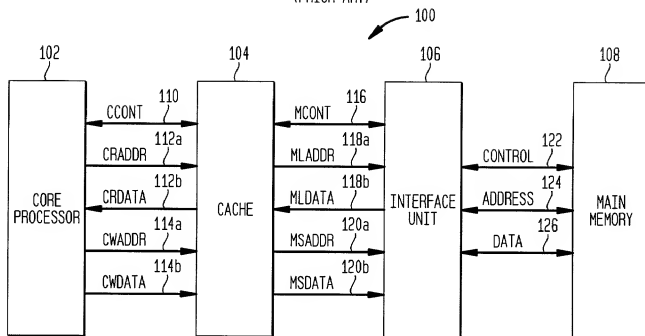 (PRIOR ART)
100
102
104
106
108
CCONT
110
MCONT
116
CRADDR
112a
MLADDR
118a
CONTROL
122
CRDATA
112b
MLDATA
118b
ADDRESS
124
CORE
PROCESSOR
CACHE
INTERFACE
UNIT
MAIN
MEMORY
CWADDR
114a
MSADDR
120a
DATA
126
CWDATA
114b
MSDATA
120b